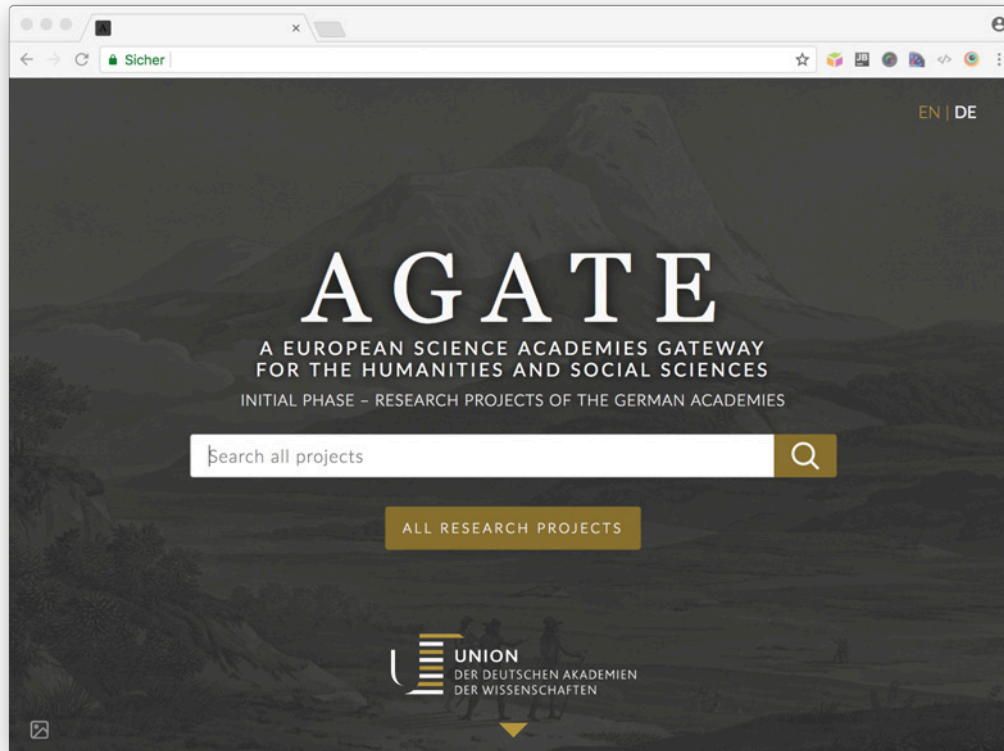 Sicher
JB
EN | DE
AGATE
A EUROPEAN SCIENCE ACADEMIES GATEWAY
FOR THE HUMANITIES AND SOCIAL SCIENCES
INITIAL PHASE – RESEARCH PROJECTS OF THE GERMAN ACADEMIES
Search all projects
ALL RESEARCH PROJECTS
UNION
DER DEUTSCHEN AKADEMIEN
DER WISSENSCHAFTEN